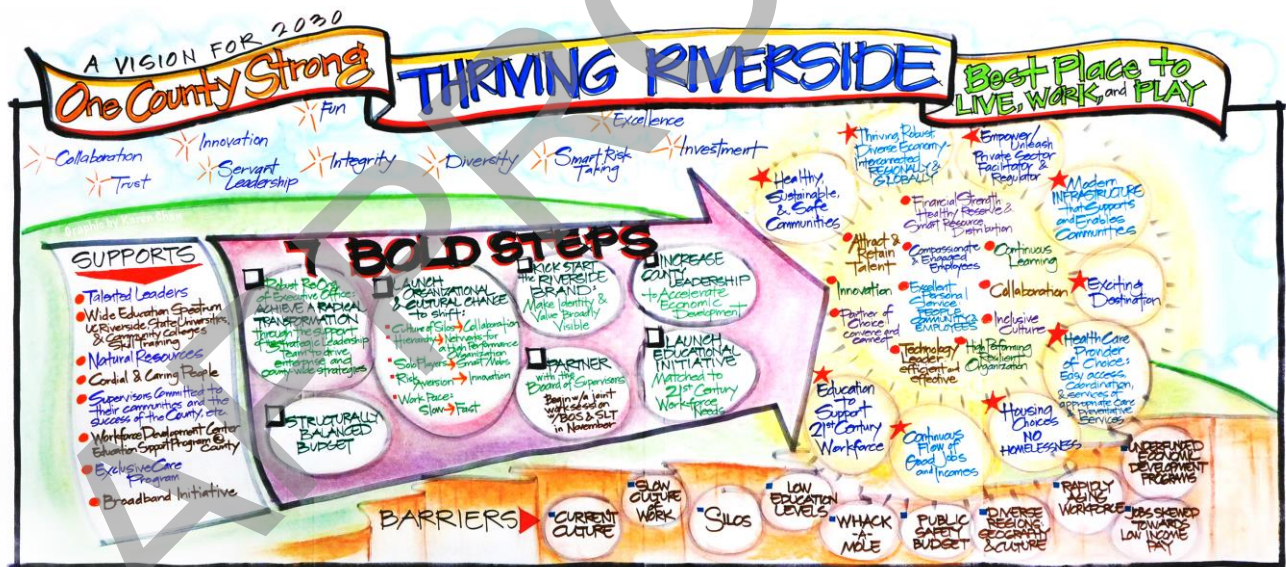 A VISION FOR 2030
One County Strong
THRIVING RIVERSIDE
Best Place to
LIVE, WORK, and PLAY
Collaboration
Trust
Innovation
Servant
Leadership
Fun
Integrity
Diversity
Excellence
Smart Risk
Taking
Investment
Graphics by Karen Chan
SUPPORTS
Talented Leaders
Wide Education Spectrum
UC Riverside, State Universities,
& Community Colleges
Skill Training
Natural Resources
Cordial & Caring People
Supervisors Committed to
their communities and the
success of the County, etc.
Workforce Development Center
Education Support Program @
County
Exclusive Care
Program
Broadband Initiative
7 BOLD STEPS
Robust ReOrg
of Executive Office:
ACHIEVE A RADICAL
TRANSFORMATION
through the support
of Strategic Leadership
Team to drive
enterprise and
county-wide strategies
STRUCTURALLY
BALANCED
BUDGET
LAUNCH
ORGANIZATIONAL
& CULTURAL CHANGE
to shift:
Culture of Silos → Collaboration
Hierarchy → Networks for
a High Performance
Organization
Solo Players → Small Wins
Risk
Aversion → Innovation
Work Pace:
Slow → Fast
KICK START
the RIVERSIDE
BRAND:
Make Identity &
Value Broadly
Visible
PARTNER
with the
Board of Supervisors
Begin w/a joint
work session
w/BOS & SLT
in November
INCREASE
COUNTY
LEADERSHIP
to Accelerate
Economic
Development
LAUNCH
EDUCATIONAL
INITIATIVE
Matched to
21st Century
Workforce
Needs
Healthy,
Sustainable,
& Safe
Communities
Thriving, Robust
Diverse Economy-
Interconnected
REGIONALLY &
GLOBALLY
Empower/
Unleash
Private Sector
Facilitator &
Regulator
Modern
INFRASTRUCTURE
that Supports
and Enables
Communities
Financial Strength
Healthy Reserve &
Smart Resource
Distribution
Attract &
Retain
Talent
Compassionate
& Engaged
Employees
Continuous
Learning
Innovation
Excellent
Personal
Service:
PEOPLE
COMMUNITY &
EMPLOYEES
Collaboration
Exciting
Destination
Partner of
Choice:
convene and
earned
Inclusive
Culture
Technology
Leader
efficient and
effective
High Performing
Resilient
Organization
HealthCare
Provider
of Choice:
Easy access,
Coordination,
& services of
appropriate Care
& Preventative
Services
Education
to
Support
21st Century
Workforce
Continuous
Flow of
Good Jobs
and Incomes
Housing
Choices
NO
HOMELESSNESS
BARRIERS
CURRENT
CULTURE
SLOW
CULTURE
of
WORK
SILOS
LOW
EDUCATION
LEVELS
WHACK
-A-
MOLE
PUBLIC
SAFETY
BUDGET
DIVERSE
REGIONS:
GEOGRAPHY
& CULTURE
RAPIDLY
AGING
WORKFORCE
UNDERFUNDED
ECONOMIC
DEVELOPMENT
PROGRAMS
JOBS SKEWED
TOWARDS
LOW INCOME
PAY